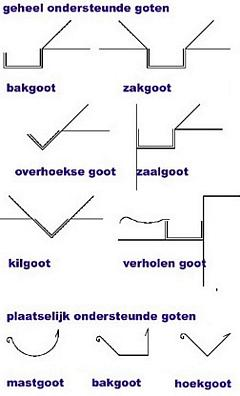 geheel ondersteunde goten
bakgoot zakgoot
overhoekse goot zaalgoot
kilgoot verholen goot
plaatselijk ondersteunde goten
mastgoot bakgoot hoekgoot